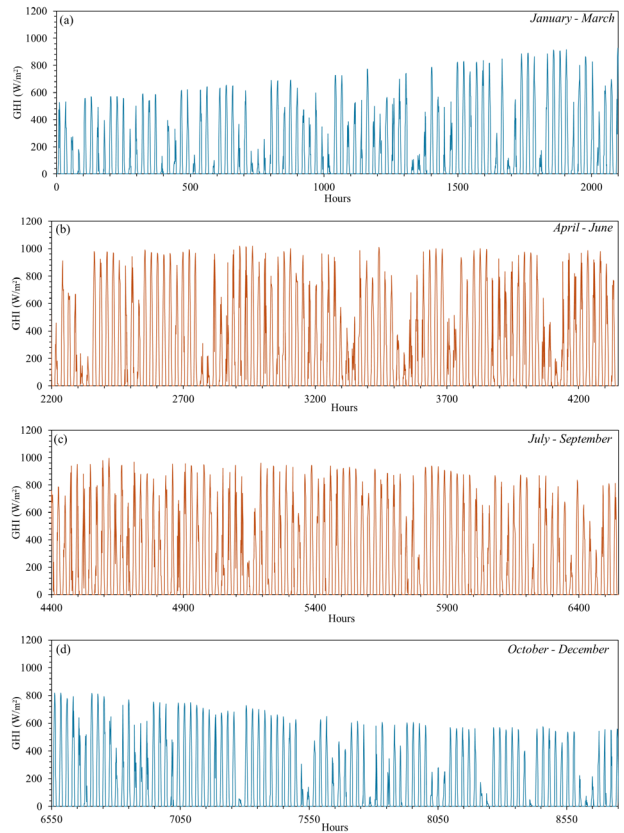 1200
(a)
January - March
1000
800
600
400
200
0
GHI (W/m²)
0 500 1000 1500 2000
Hours
1200
(b)
April - June
1000
800
600
400
200
0
GHI (W/m²)
2200 2700 3200 3700 4200
Hours
1200
(c)
July - September
1000
800
600
400
200
0
GHI (W/m²)
4400 4900 5400 5900 6400
Hours
1200
(d)
October - December
1000
800
600
400
200
0
GHI (W/m²)
6550 7050 7550 8050 8550
Hours